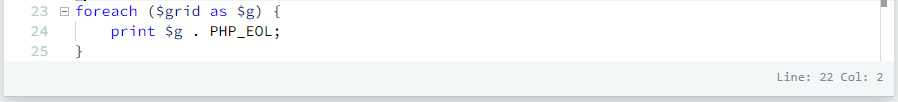 23 foreach ($grid as $g) {
24     print $g . PHP_EOL;
25 }
Line: 22 Col: 2